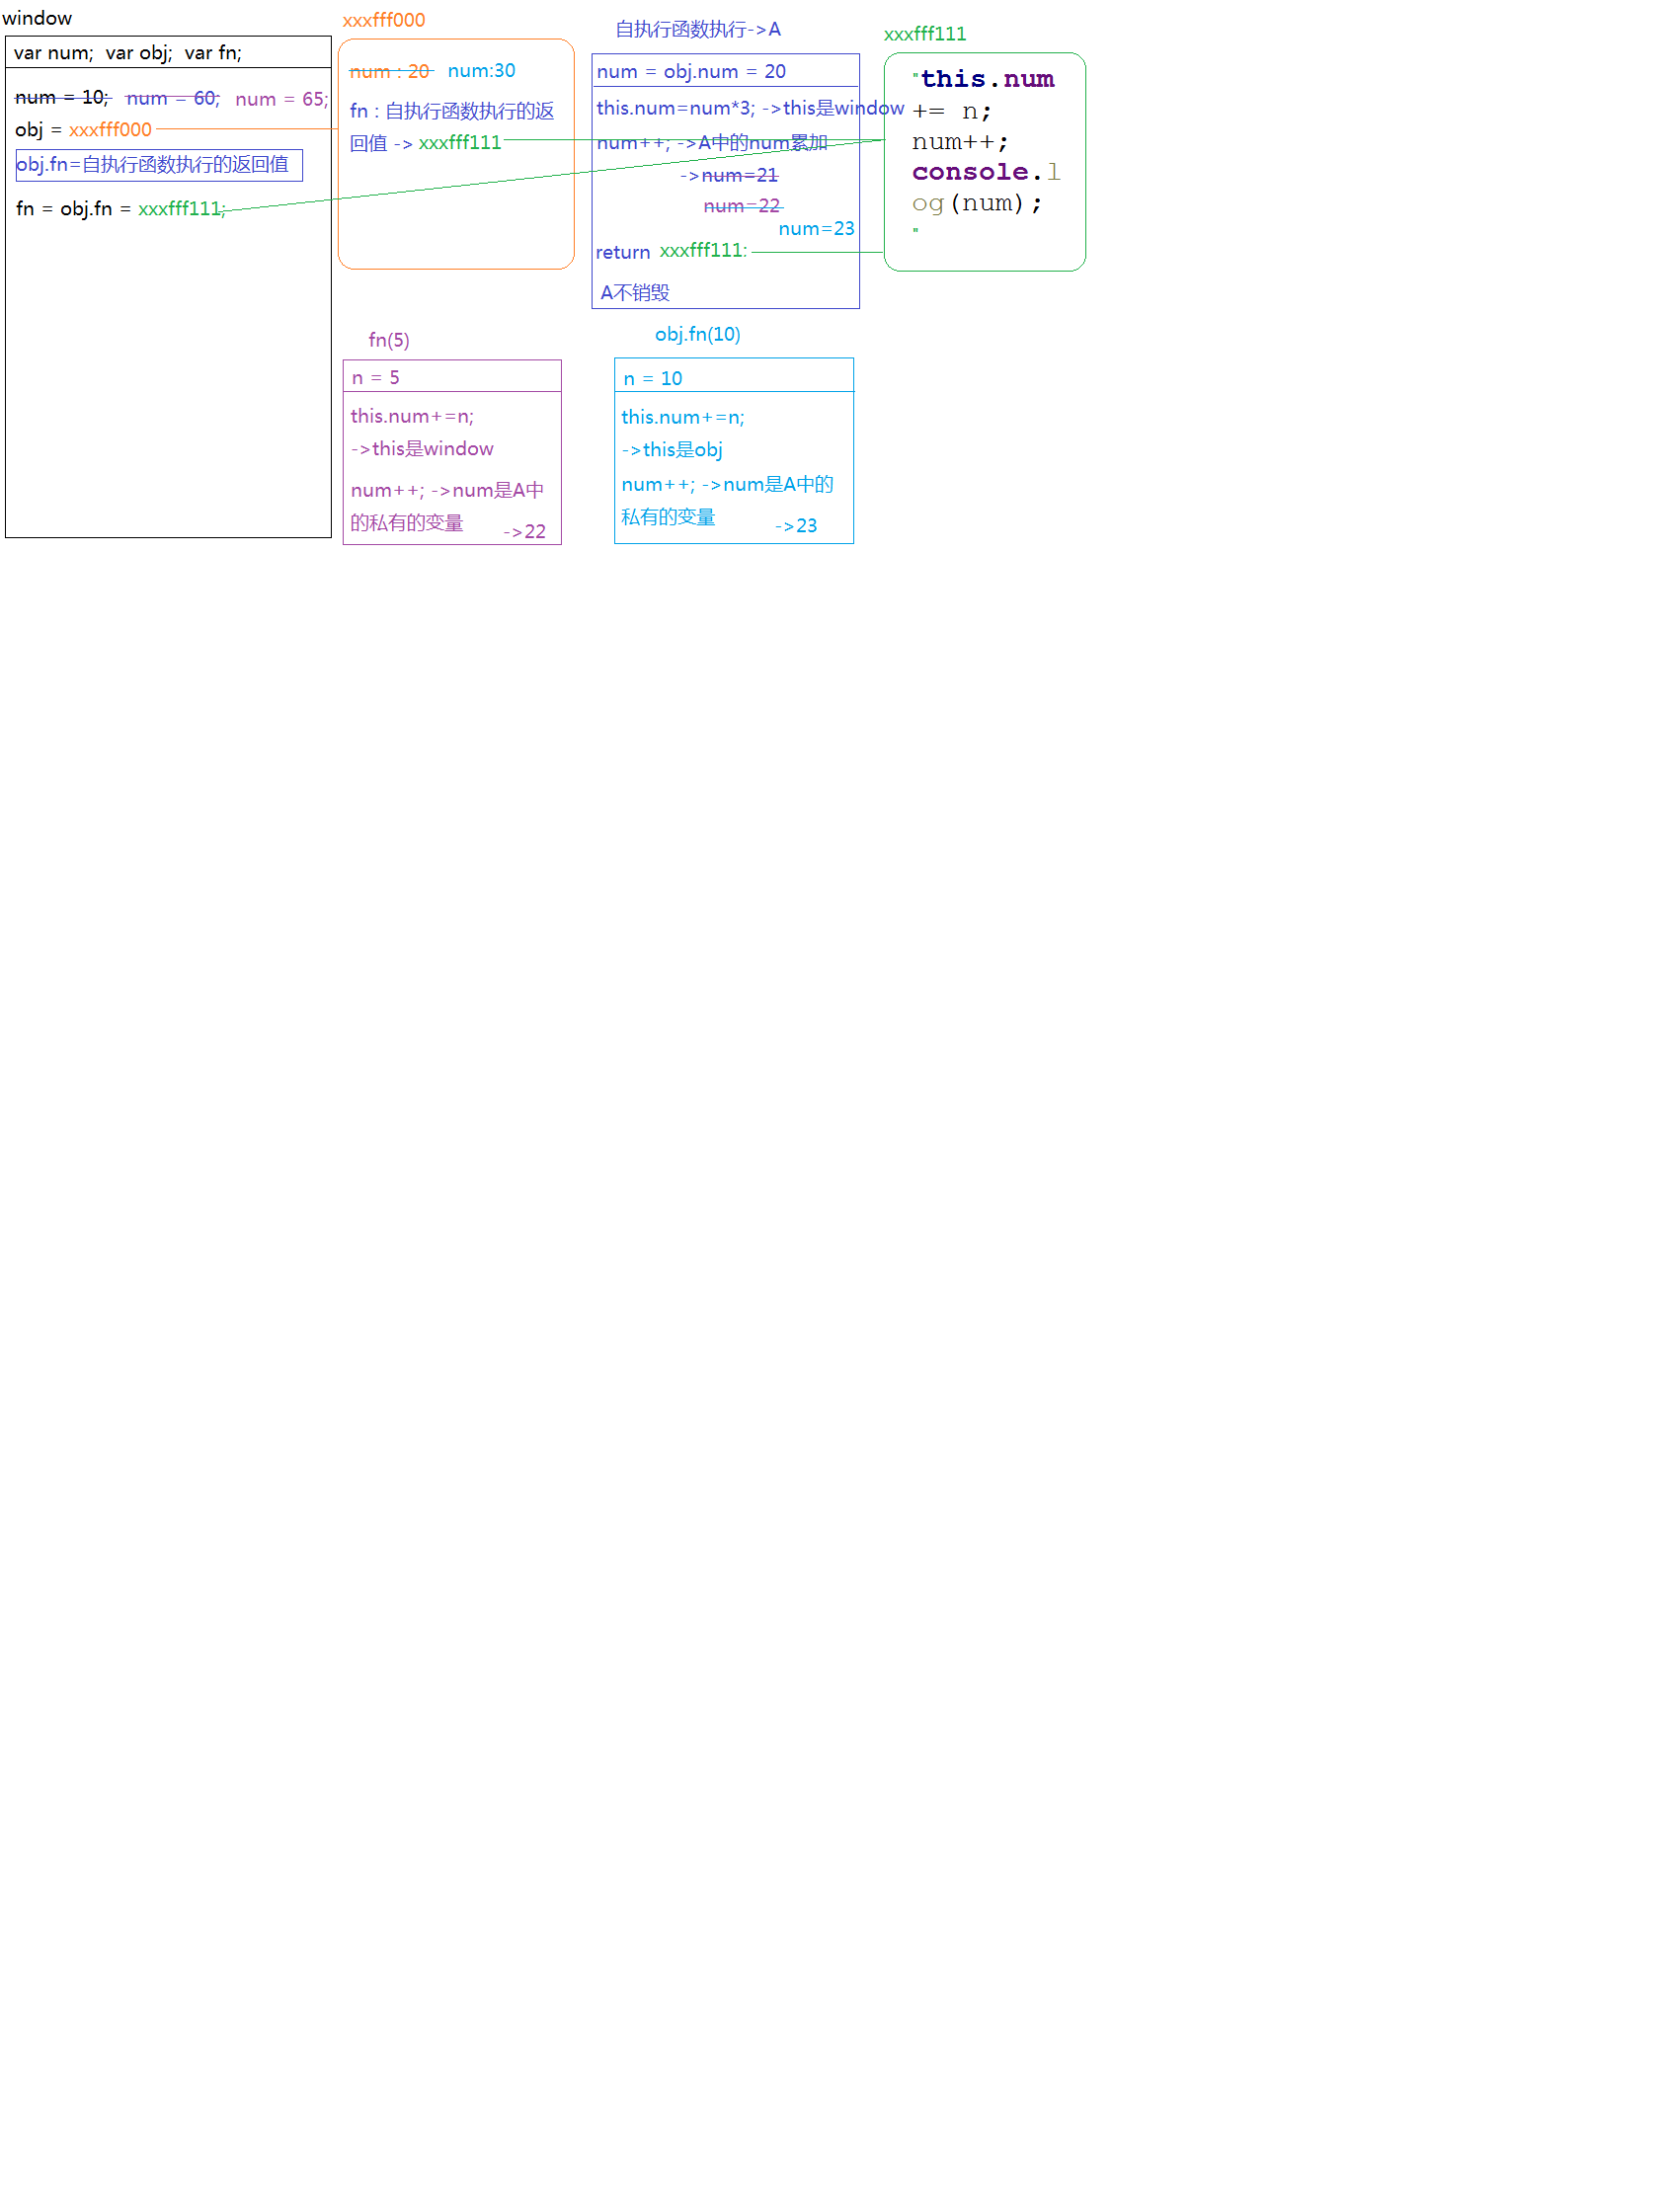 window
var num;  var obj;  var fn;
num = 10;  num = 60;  num = 65;
obj = xxxfff000
obj.fn=自执行函数执行的返回值
fn = obj.fn = xxxfff111;
xxxfff000
num : 20  num:30
fn : 自执行函数执行的返
回值 -> xxxfff111
自执行函数执行->A
num = obj.num = 20
this.num=num*3; ->this是window
num++; ->A中的num累加
->num=21
num=22
num=23
return xxxfff111;
A不销毁
xxxfff111
"this.num
+= n;
num++;
console.l
og(num);
"
fn(5)
n = 5
this.num+=n;
->this是window
num++; ->num是A中
的私有的变量
->22
obj.fn(10)
n = 10
this.num+=n;
->this是obj
num++; ->num是A中的
私有的变量
->23